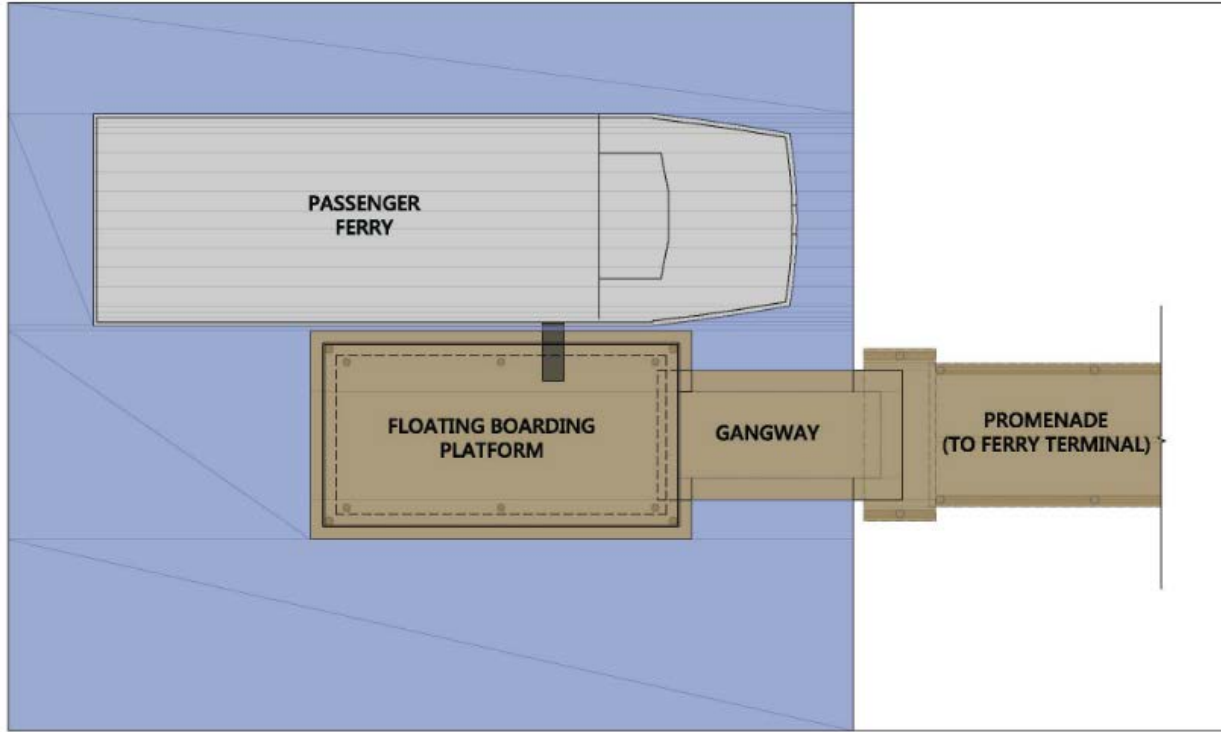 PASSENGER
FERRY
FLOATING BOARDING
PLATFORM
GANGWAY
PROMENADE
(TO FERRY TERMINAL)